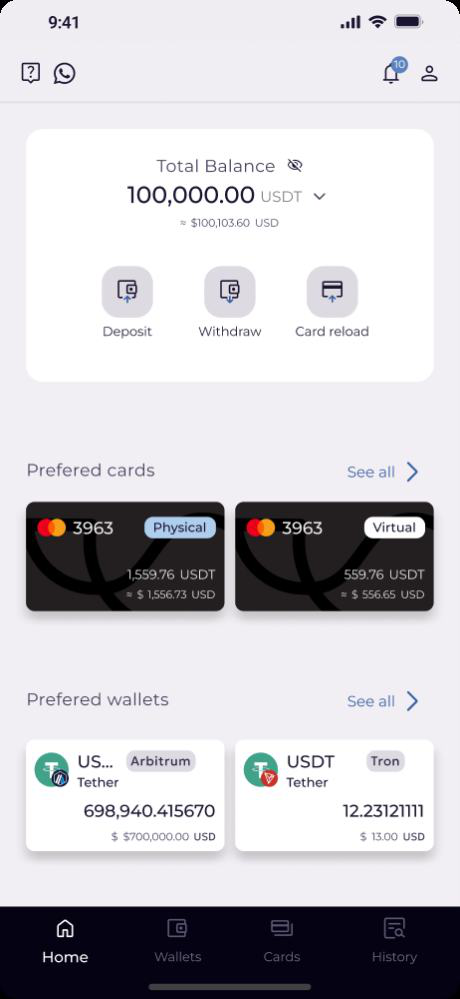 9:41
10
Total Balance
100,000.00 USDT
≈ $100,103.60 USD
Deposit Withdraw Card reload
Prefered cards See all
3963 Physical
1,559.76 USDT
≈ $ 1,556.73 USD
3963 Virtual
559.76 USDT
≈ $ 556.65 USD
Prefered wallets See all
US... Arbitrum
Tether
698,940.415670
$ $700,000.00 USD
USDT Tron
Tether
12.23121111
$ 13.00 USD
Home Wallets Cards History